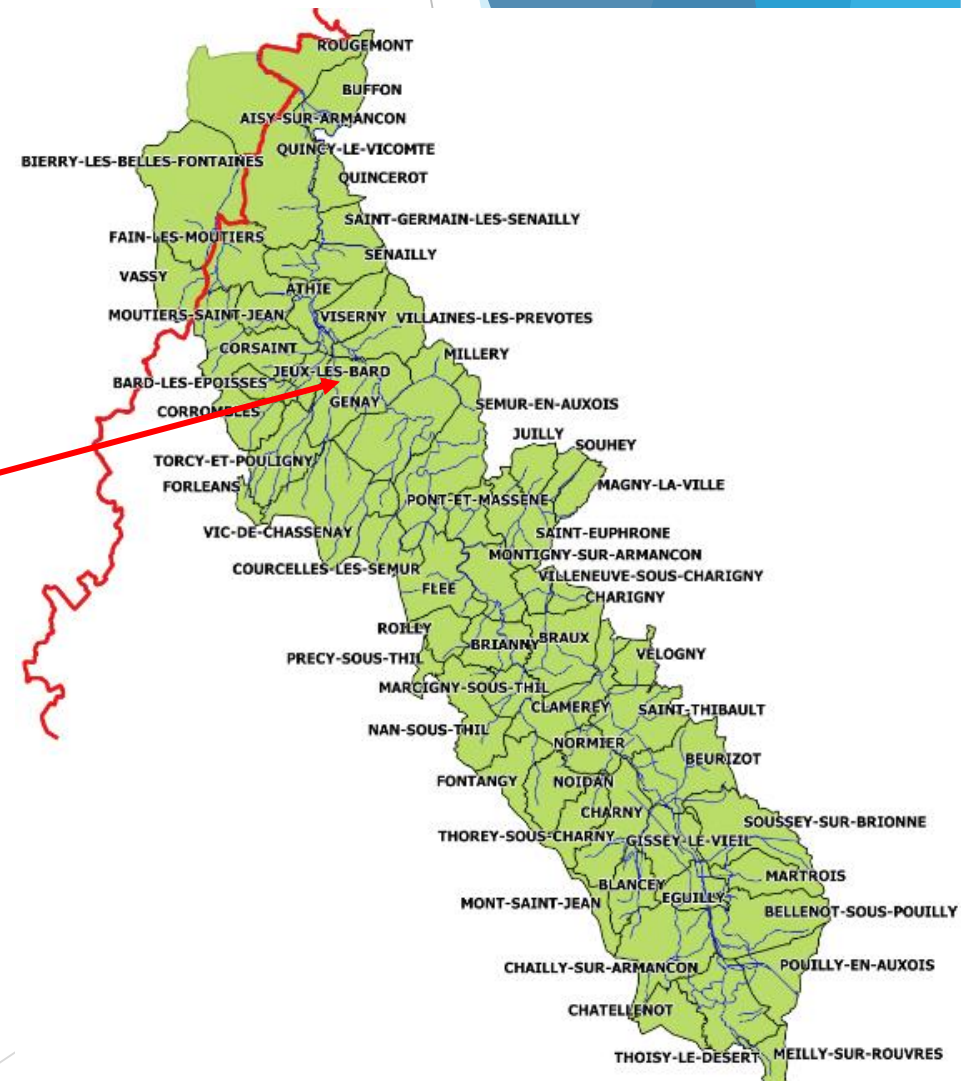 ROUGEMONT
BUFFON
AISY-SUR-ARMANCON
QUINCY-LE-VICOMTE
BIERRY-LES-BELLES-FONTAINES
QUINCEROT
SAINT-GERMAIN-LES-SENAILLY
FAIN-LES-MOUTIERS
SENAILLY
VASSY
ATHIE
MOUTIERS-SAINT-JEAN
VISERNY
VILLAINES-LES-PREVOTES
CORSAINT
MILLERY
JEUX-LES-BARD
BARD-LES-EPOISSES
GENAY
SEMUR-EN-AUXOIS
CORROMBLES
JUILLY
SOUHEY
TORCY-ET-POULIGNY
FORLEANS
MAGNY-LA-VILLE
PONT-ET-MASSENE
VIC-DE-CHASSENAY
SAINT-EUPHRONE
MONTIGNY-SUR-ARMANCON
COURCELLES-LES-SEMUR
VILLENEUVE-SOUS-CHARIGNY
FLEE
CHARIGNY
ROILLY
BRIANNY
BRAUX
VELOGNY
PRECY-SOUS-THIL
MARCIGNY-SOUS-THIL
CLAMEREY
SAINT-THIBAULT
NAN-SOUS-THIL
NORMIER
BEURIZOT
FONTANGY
NOIDAN
CHARNY
SOUSSEY-SUR-BRIONNE
THOREY-SOUS-CHARNY
GISSEY-LE-VIEIL
MARTROIS
BLANCEY
EGUILLY
MONT-SAINT-JEAN
BELLENOT-SOUS-POUILLY
CHAILLY-SUR-ARMANCON
POUILLY-EN-AUXOIS
CHATELLENOT
THOISY-LE-DESERT
MEILLY-SUR-ROUVRES